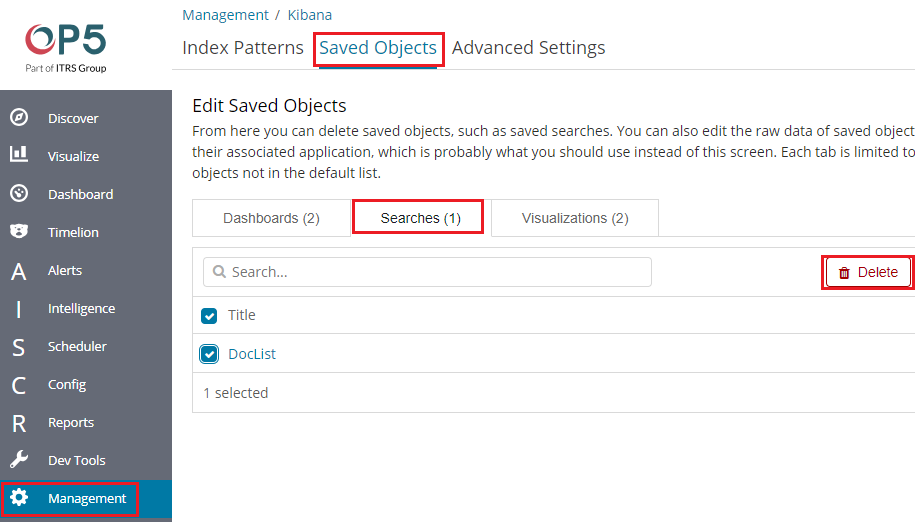 OP5
Part of ITRS Group
Management / Kibana
Index Patterns Saved Objects Advanced Settings
Discover
Visualize
Dashboard
Timelion
A Alerts
I Intelligence
S Scheduler
C Config
R Reports
Dev Tools
Management
Edit Saved Objects
From here you can delete saved objects, such as saved searches. You can also edit the raw data of saved object
their associated application, which is probably what you should use instead of this screen. Each tab is limited to
objects not in the default list.
Dashboards (2) Searches (1) Visualizations (2)
Search... Delete
Title
DocList
1 selected